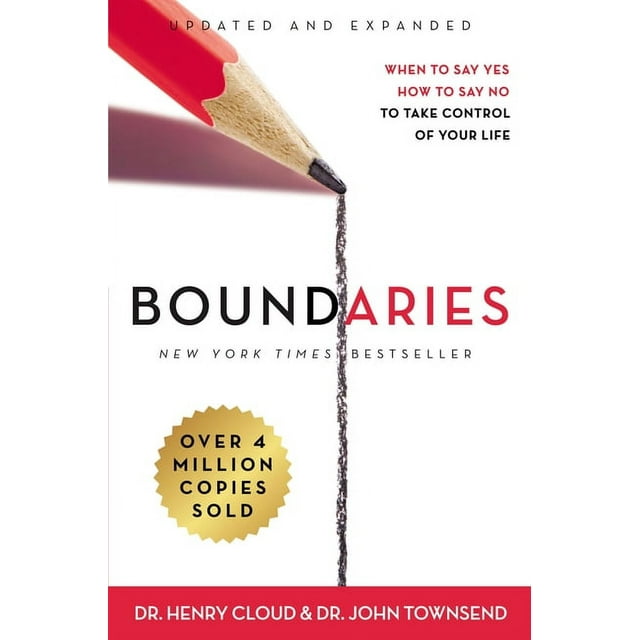 UPDATED AND EXPANDED
WHEN TO SAY YES
HOW TO SAY NO
TO TAKE CONTROL
OF YOUR LIFE
BOUNDARIES
NEW YORK TIMES BESTSELLER
OVER 4
MILLION
COPIES
SOLD
DR. HENRY CLOUD & DR. JOHN TOWNSEND